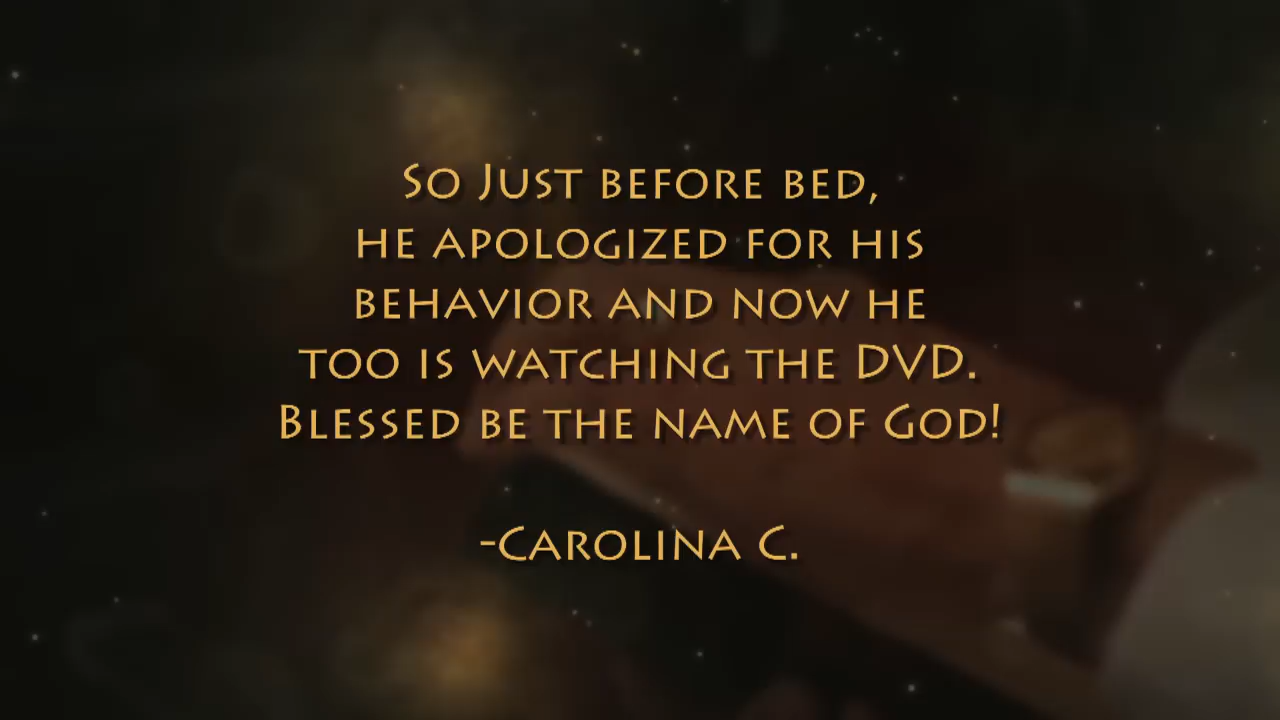 So Just before bed,
he apologized for his
behavior and now he
too is watching the DVD.
Blessed be the name of God!
-Carolina C.